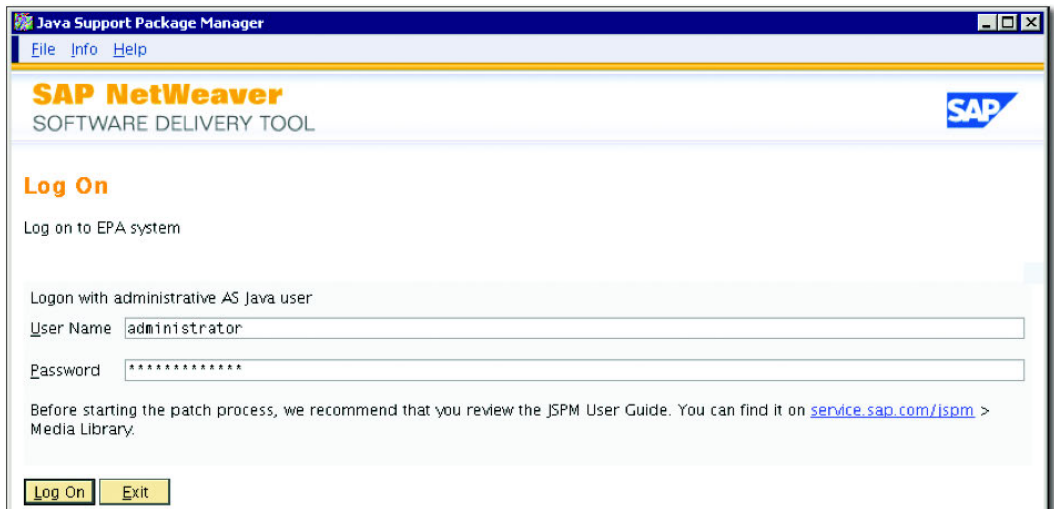 Java Support Package Manager
File Info Help
SAP NetWeaver
SOFTWARE DELIVERY TOOL
SAP
Log On
Log on to EPA system
Logon with administrative AS Java user
User Name administrator
Password *************
Before starting the patch process, we recommend that you review the JSPM User Guide. You can find it on service.sap.com/jspm >
Media Library.
Log On Exit